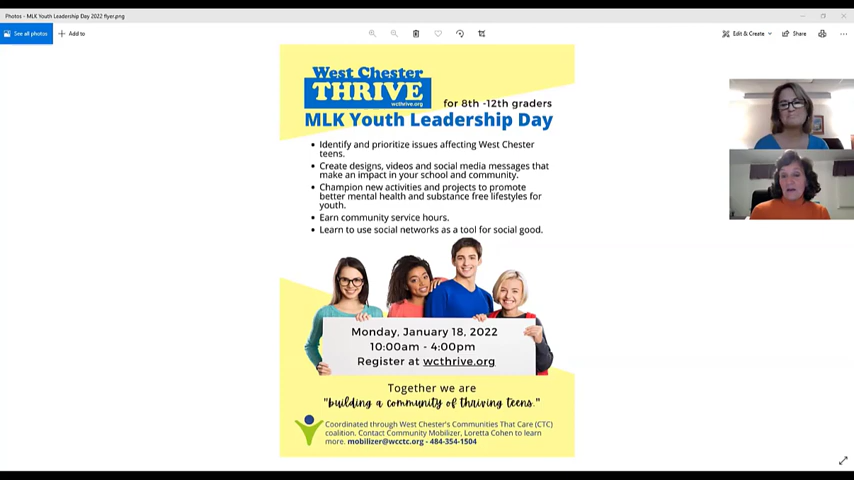 Photos - MLK Youth Leadership Day 2022 flyer.png
See all photos
Add to
Edit & Create
Share
West Chester
THRIVE
wcthrive.org
for 8th -12th graders
MLK Youth Leadership Day
• Identify and prioritize issues affecting West Chester
teens.
• Create designs, videos and social media messages that
make an impact in your school and community.
• Champion new activities and projects to promote
better mental health and substance free lifestyles for
youth.
• Earn community service hours.
• Learn to use social networks as a tool for social good.
Monday, January 18, 2022
10:00am - 4:00pm
Register at wcthrive.org
Together we are
"building a community of thriving teens."
Coordinated through West Chester's Communities That Care (CTC)
coalition. Contact Community Mobilizer, Loretta Cohen to learn
more. mobilizer@wcctc.org - 484-354-1504